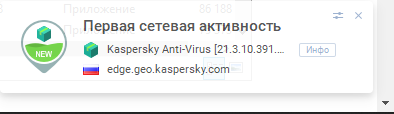 Приложение 86 188
Первая сетевая активность
NEW
Kaspersky Anti-Virus [21.3.10.391.... Инфо
edge.geo.kaspersky.com